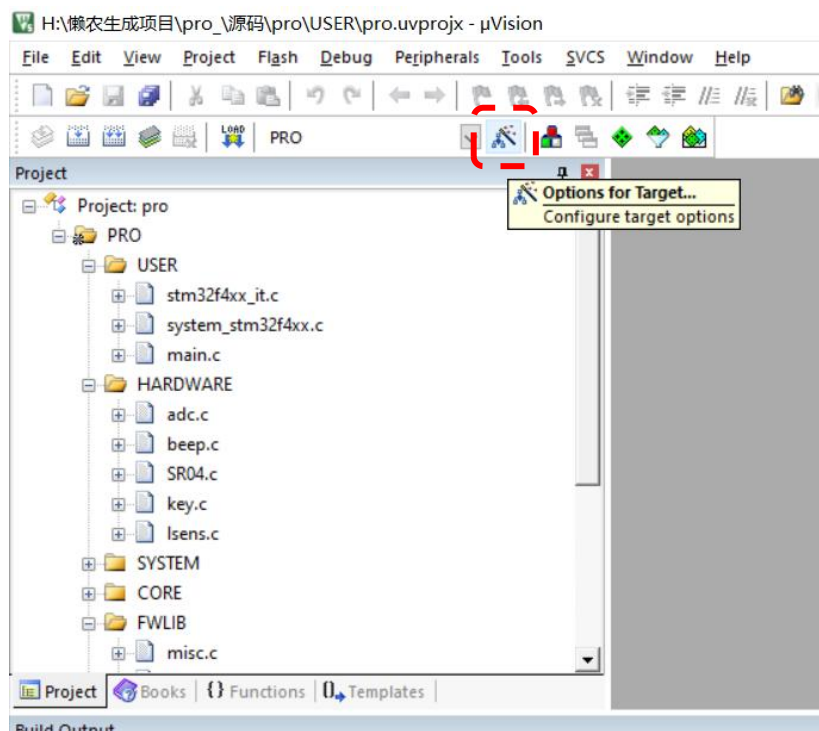 H:\懒农生成项目\pro_\源码\pro\USER\pro.uvprojx - µVision
File Edit View Project Flash Debug Peripherals Tools SVCS Window Help
LOAD PRO
Project
Options for Target...
Configure target options
Project: pro
PRO
USER
stm32f4xx_it.c
system_stm32f4xx.c
main.c
HARDWARE
adc.c
beep.c
SR04.c
key.c
lsens.c
SYSTEM
CORE
FWLIB
misc.c
Project Books {} Functions 0 Templates
Build Output